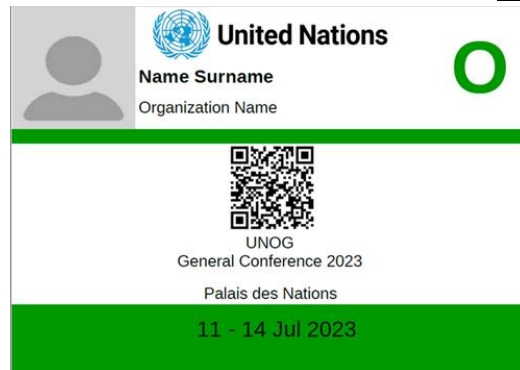 United Nations
O
Name Surname
Organization Name
UNOG
General Conference 2023
Palais des Nations
11 - 14 Jul 2023